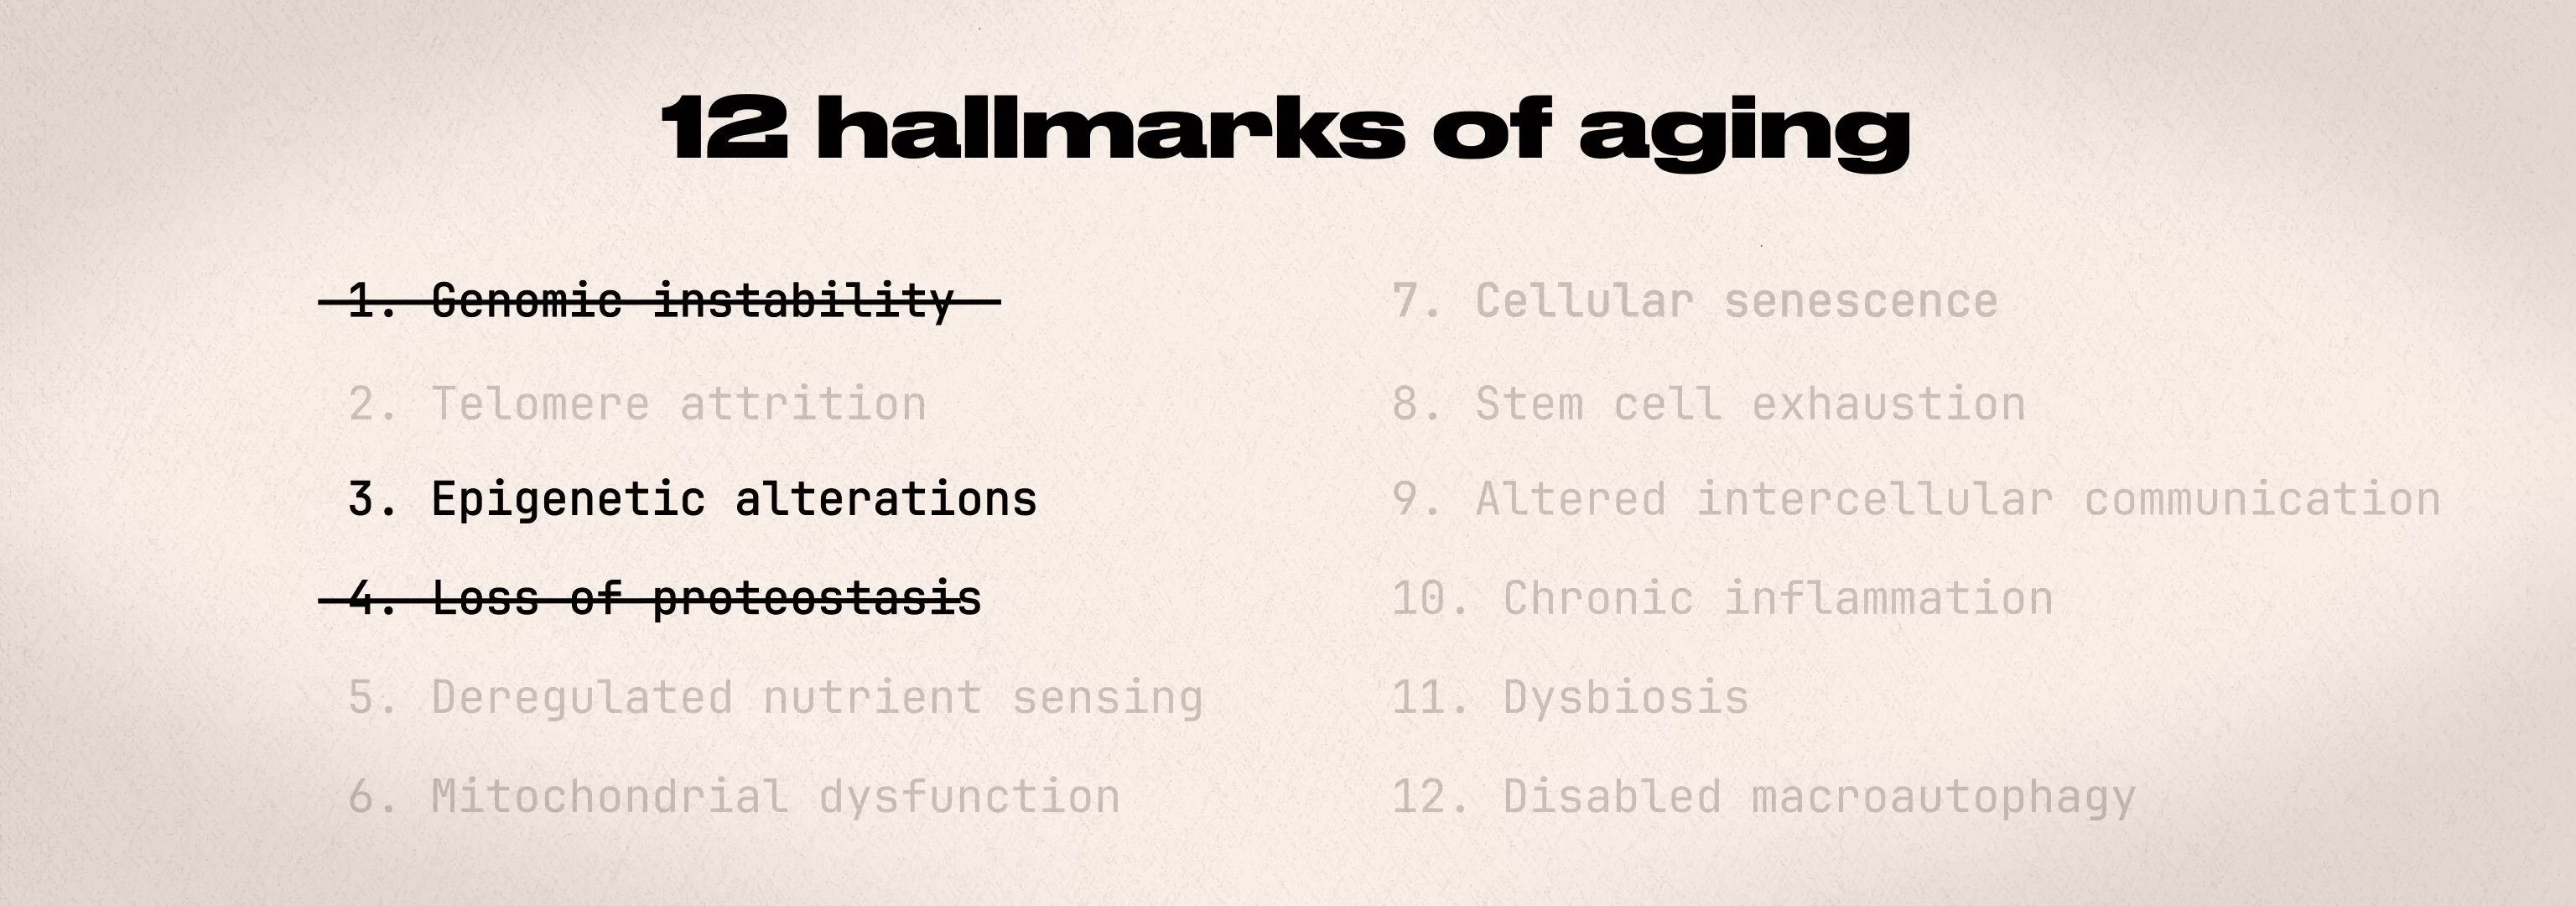 12 hallmarks of aging
1. Genomic instability
2. Telomere attrition
3. Epigenetic alterations
4. Loss of proteostasis
5. Deregulated nutrient sensing
6. Mitochondrial dysfunction
7. Cellular senescence
8. Stem cell exhaustion
9. Altered intercellular communication
10. Chronic inflammation
11. Dysbiosis
12. Disabled macroautophagy